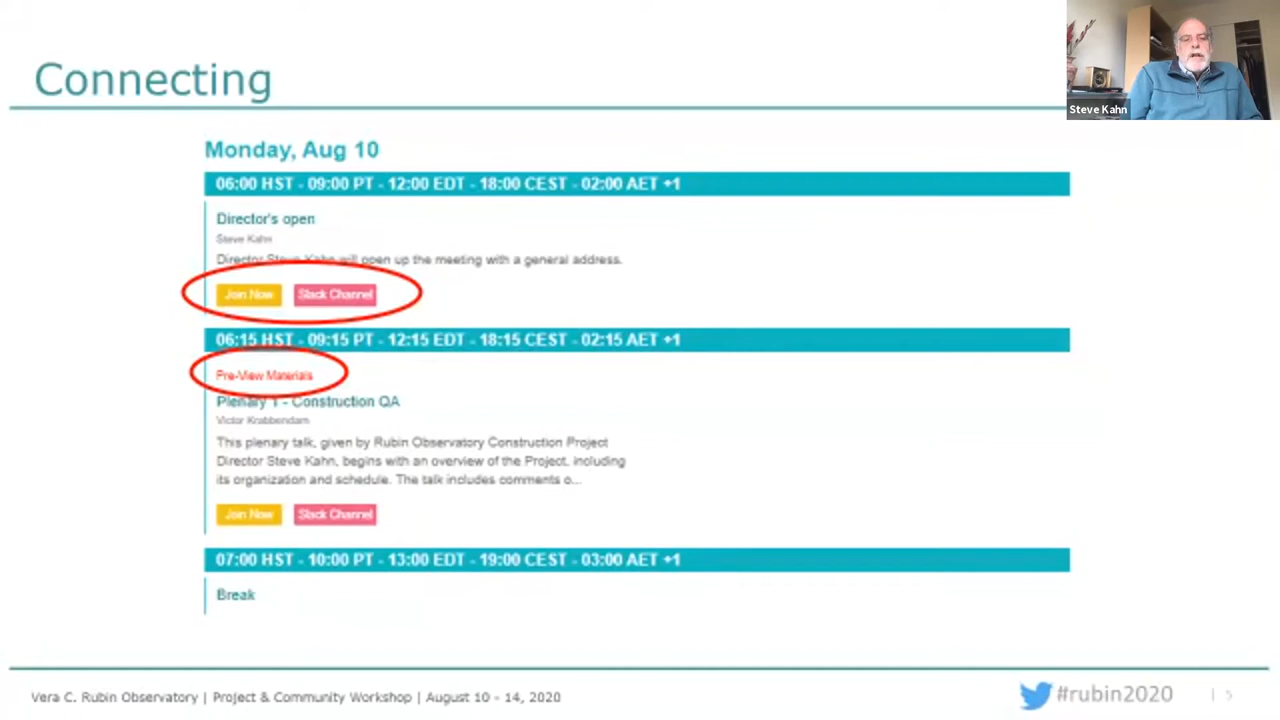 Connecting
Steve Kahn
Monday, Aug 10
06:00 HST - 09:00 PT - 12:00 EDT - 18:00 CEST - 02:00 AET +1
Director's open
Steve Kahn
Director Steve Kahn will open up the meeting with a general address.
Join Now Slack Channel
06:15 HST - 09:15 PT - 12:15 EDT - 18:15 CEST - 02:15 AET +1
Pre-View Materials
Plenary 1 - Construction QA
Victor Krabbendam
This plenary talk, given by Rubin Observatory Construction Project
Director Steve Kahn, begins with an overview of the Project, including
its organization and schedule. The talk includes comments o...
Join Now Slack Channel
07:00 HST - 10:00 PT - 13:00 EDT - 19:00 CEST - 03:00 AET +1
Break
Vera C. Rubin Observatory | Project & Community Workshop | August 10 - 14, 2020
#rubin2020 | 5